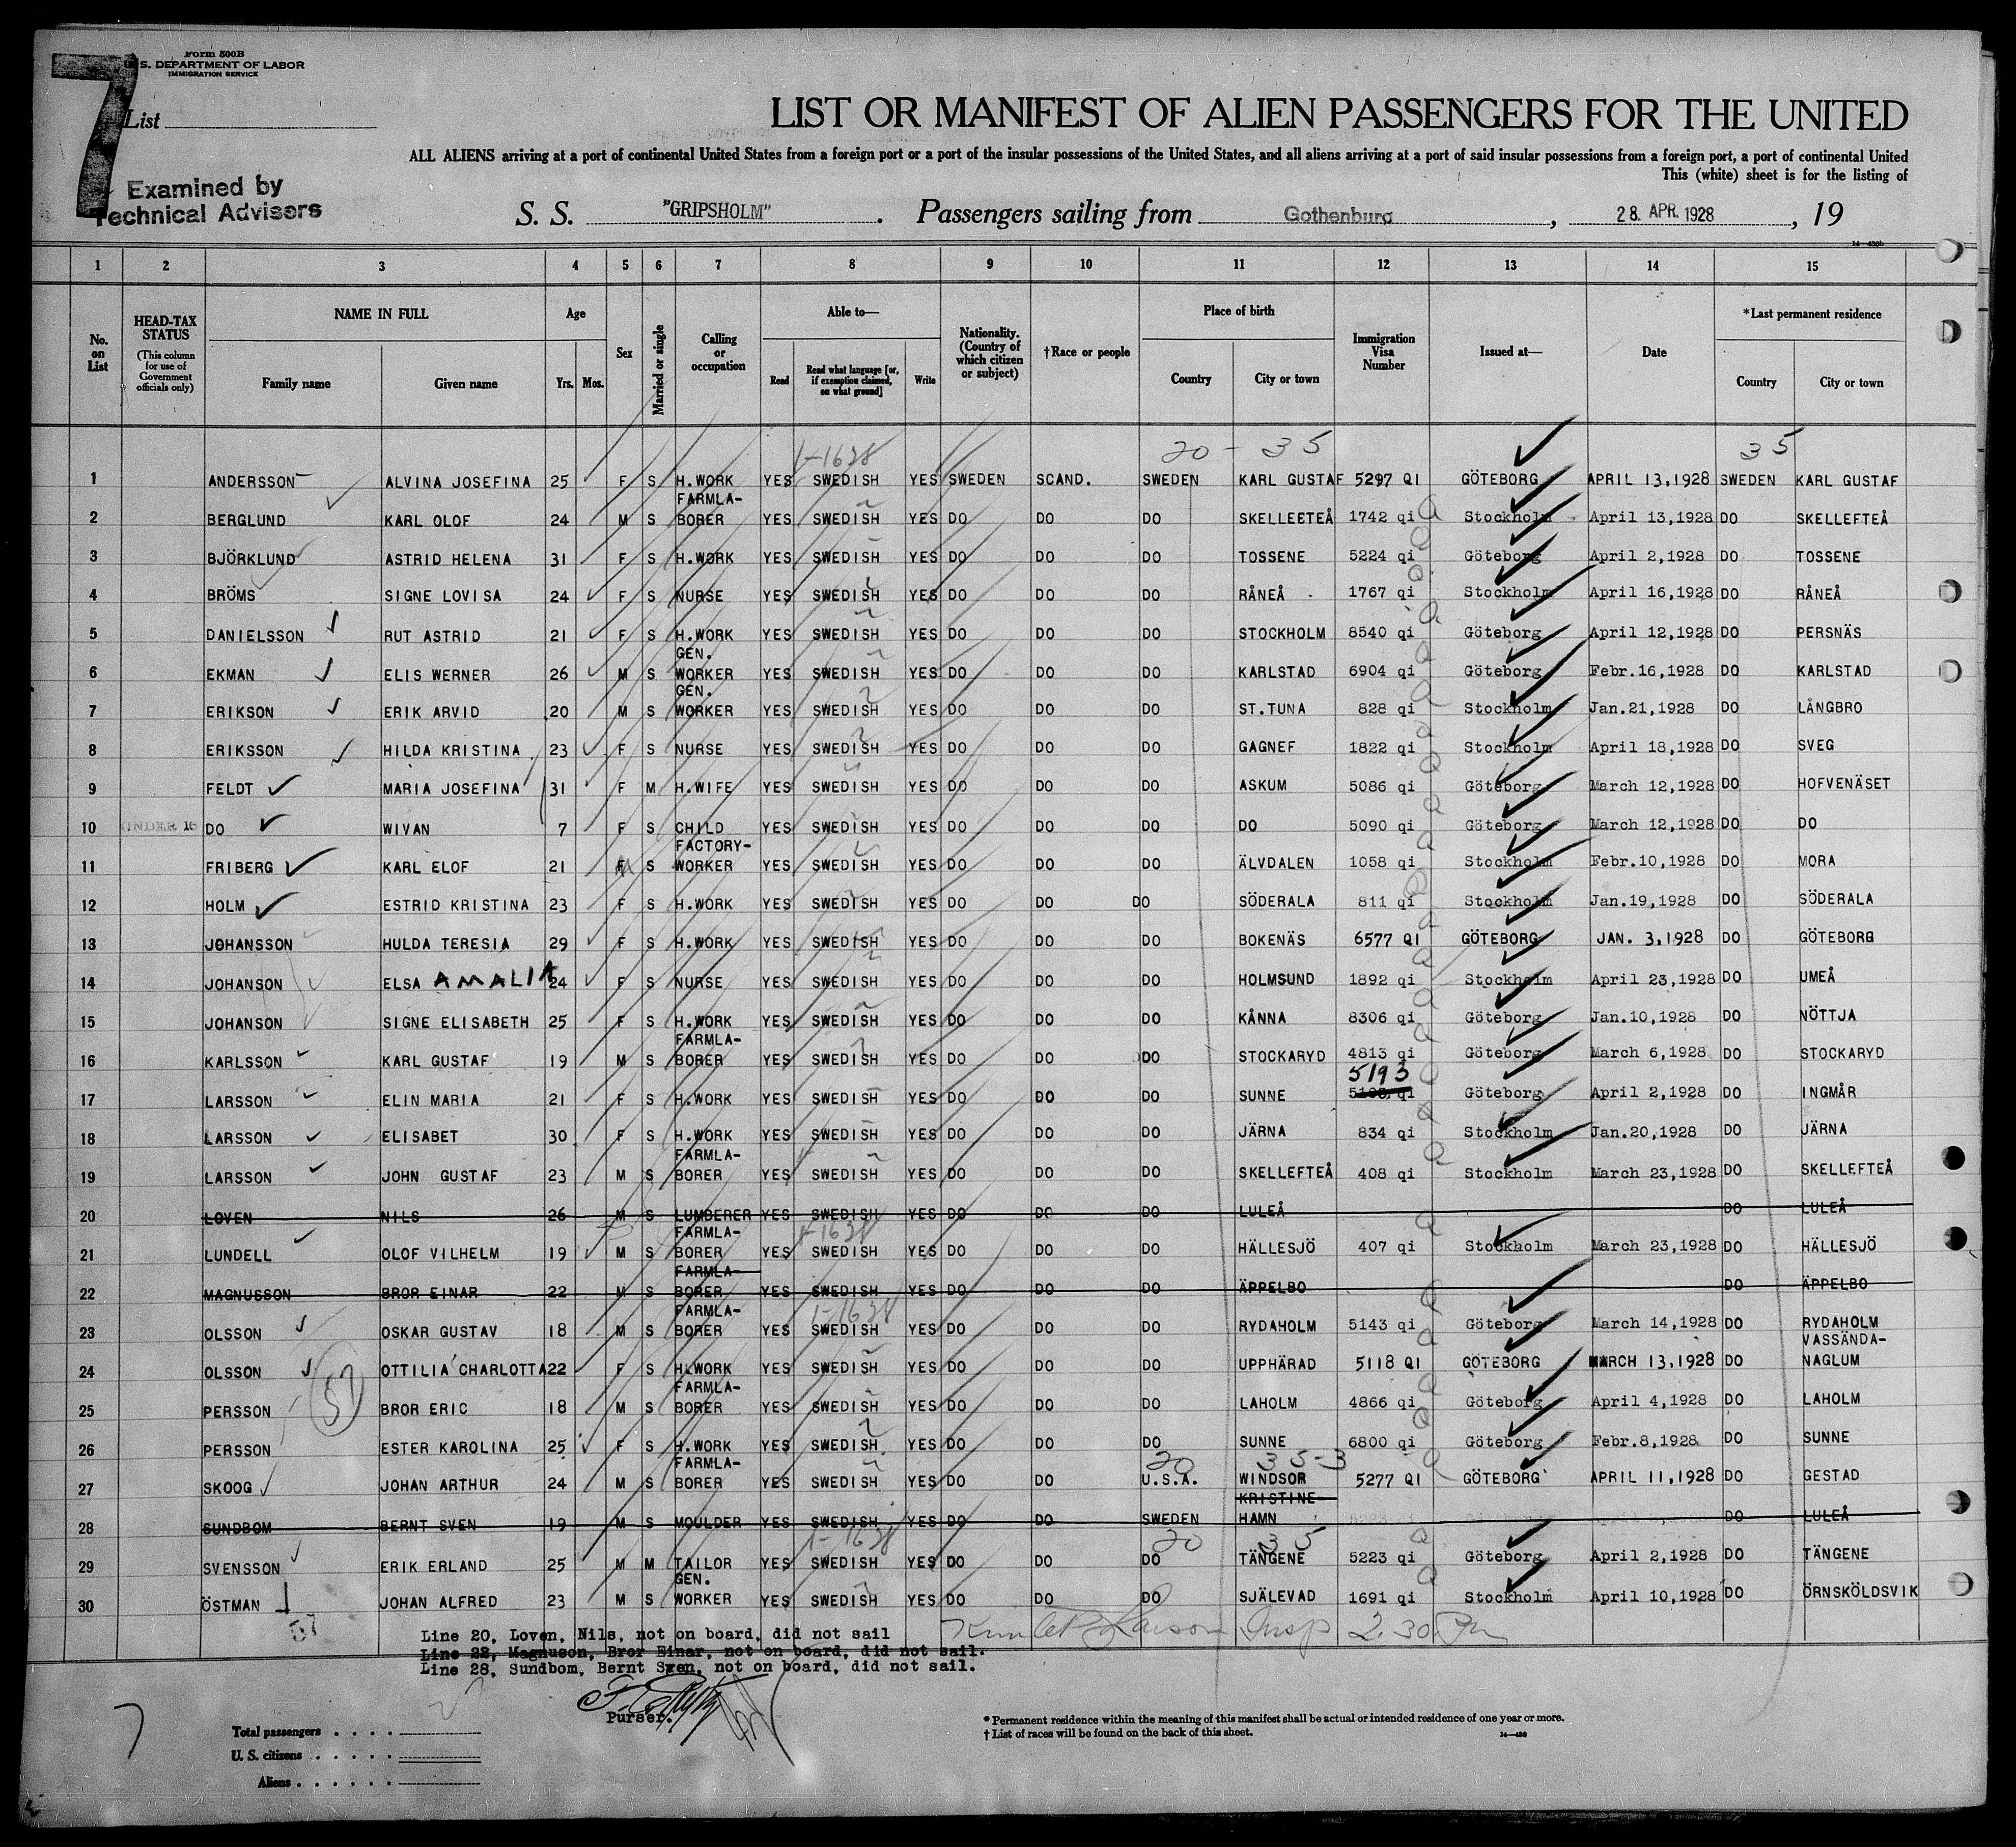 7
Form 500B
U. S. DEPARTMENT OF LABOR
IMMIGRATION SERVICE
List
LIST OR MANIFEST OF ALIEN PASSENGERS FOR THE UNITED
ALL ALIENS arriving at a port of continental United States from a foreign port or a port of the insular possessions of the United States, and all aliens arriving at a port of said insular possessions from a foreign port, a port of continental United
This (white) sheet is for the listing of
Examined by
Technical Advisers
S. S. "GRIPSHOLM". Passengers sailing from Gothenburg, 28. APR. 1928, 19
1 2 3 4 5 6 7 8 9 10 11 12 13 14 15
No. on List
HEAD-TAX STATUS (This column for use of Government officials only)
NAME IN FULL
Family name Given name
Age
Yrs. Mos.
Sex
Married or single
Calling or occupation
Able to—
Read Read what language [or, if exemption claimed, on what ground] Write
Nationality. (Country of which citizen or subject)
†Race or people
Place of birth
Country City or town
Immigration Visa Number
Issued at—
Date
*Last permanent residence
Country City or town
1-1638 20 - 35 35
1 ANDERSSON ALVINA JOSEFINA 25 F S H.WORK YES SWEDISH YES SWEDEN SCAND. SWEDEN KARL GUSTAF 5297 QI GÖTEBORG APRIL 13,1928 SWEDEN KARL GUSTAF
2 BERGLUND KARL OLOF 24 M S FARMLA-BORER YES SWEDISH YES DO DO DO SKELLEFTEÅ 1742 qi Stockholm April 13,1928 DO SKELLEFTEÅ
3 BJÖRKLUND ASTRID HELENA 31 F S H.WORK YES SWEDISH YES DO DO DO TOSSENE 5224 qi Göteborg April 2,1928 DO TOSSENE
4 BRÖMS SIGNE LOVISA 24 F S NURSE YES SWEDISH YES DO DO DO RÅNEÅ 1767 qi Stockholm April 16,1928 DO RÅNEÅ
5 DANIELSSON RUT ASTRID 21 F S H.WORK YES SWEDISH YES DO DO DO STOCKHOLM 8540 qi Göteborg April 12,1928 DO PERSNÄS
6 EKMAN ELIS WERNER 26 M S GEN. WORKER YES SWEDISH YES DO DO DO KARLSTAD 6904 qi Göteborg Febr.16,1928 DO KARLSTAD
7 ERIKSON ERIK ARVID 20 M S GEN. WORKER YES SWEDISH YES DO DO DO ST.TUNA 828 qi Stockholm Jan.21,1928 DO LÅNGBRO
8 ERIKSSON HILDA KRISTINA 23 F S NURSE YES SWEDISH YES DO DO DO GAGNEF 1822 qi Stockholm April 18,1928 DO SVEG
9 FELDT MARIA JOSEFINA 31 F M H.WIFE YES SWEDISH YES DO DO DO ASKUM 5086 qi Göteborg March 12,1928 DO HOFVENÄSET
10 UNDER 16 DO WIVAN 7 F S CHILD YES SWEDISH YES DO DO DO DO 5090 qi Göteborg March 12,1928 DO DO
11 FRIBERG KARL ELOF 21 M S FACTORY-WORKER YES SWEDISH YES DO DO DO ÄLVDALEN 1058 qi Stockholm Febr.10,1928 DO MORA
12 HOLM ESTRID KRISTINA 23 F S H.WORK YES SWEDISH YES DO DO DO SÖDERALA 811 qi Stockholm Jan.19,1928 DO SÖDERALA
13 JOHANSSON HULDA TERESIA 29 F S H.WORK YES SWEDISH YES DO DO DO BOKENÄS 6577 QI GÖTEBORG JAN. 3,1928 DO GÖTEBORG
14 JOHANSON ELSA AMALIA 24 F S NURSE YES SWEDISH YES DO DO DO HOLMSUND 1892 qi Stockholm April 23,1928 DO UMEÅ
15 JOHANSON SIGNE ELISABETH 25 F S H.WORK YES SWEDISH YES DO DO DO KÅNNA 8306 qi Göteborg Jan.10,1928 DO NÖTTJA
16 KARLSSON KARL GUSTAF 19 M S FARMLA-BORER YES SWEDISH YES DO DO DO STOCKARYD 4813 qi Göteborg March 6,1928 DO STOCKARYD
17 LARSSON ELIN MARIA 21 F S H.WORK YES SWEDISH YES DO DO DO SUNNE 5193 qi Göteborg April 2,1928 DO INGMÅR
18 LARSSON ELISABET 30 F S H.WORK YES SWEDISH YES DO DO DO JÄRNA 834 qi Stockholm Jan.20,1928 DO JÄRNA
19 LARSSON JOHN GUSTAF 23 M S FARMLA-BORER YES SWEDISH YES DO DO DO SKELLEFTEÅ 408 qi Stockholm March 23,1928 DO SKELLEFTEÅ
20 LOVEN NILS 26 M S LUMBERER YES SWEDISH YES DO DO DO LULEÅ DO LULEÅ
1-1638
21 LUNDELL OLOF VILHELM 19 M S FARMLA-BORER YES SWEDISH YES DO DO DO HÄLLESJÖ 407 qi Stockholm March 23,1928 DO HÄLLESJÖ
22 MAGNUSSON BROR EINAR 22 M S FARMLA-BORER YES SWEDISH YES DO DO DO ÄPPELBO DO ÄPPELBO
1-1638
23 OLSSON OSKAR GUSTAV 18 M S FARMLA-BORER YES SWEDISH YES DO DO DO RYDAHOLM 5143 qi Göteborg March 14,1928 DO RYDAHOLM
24 OLSSON OTTILIA CHARLOTTA 22 F S H.WORK YES SWEDISH YES DO DO DO UPPHÄRAD 5118 QI GÖTEBORG MARCH 13,1928 DO VASSÄNDA-NAGLUM
57
25 PERSSON BROR ERIC 18 M S FARMLA-BORER YES SWEDISH YES DO DO DO LAHOLM 4866 qi Göteborg April 4,1928 DO LAHOLM
26 PERSSON ESTER KAROLINA 25 F S H.WORK YES SWEDISH YES DO DO DO SUNNE 6800 qi Göteborg Febr.8,1928 DO SUNNE
20 35-3
27 SKOOG JOHAN ARTHUR 24 M S FARMLA-BORER YES SWEDISH YES DO DO U.S.A. WINDSOR 5277 QI GÖTEBORG APRIL 11,1928 DO GESTAD
28 SUNDBOM BERNT SVEN 19 M S MOULDER YES SWEDISH YES DO DO SWEDEN KRISTINE-HAMN DO LULEÅ
1-1638 20 35
29 SVENSSON ERIK ERLAND 25 M M TAILOR YES SWEDISH YES DO DO DO TÄNGENE 5223 qi Göteborg April 2,1928 DO TÄNGENE
30 ÖSTMAN JOHAN ALFRED 23 M S GEN. WORKER YES SWEDISH YES DO DO DO SJÄLEVAD 1691 qi Stockholm April 10,1928 DO ÖRNSKÖLDSVIK
57
Larson Insp 2.30 Pm
Line 20, Loven, Nils, not on board, did not sail
Line 22, Magnuson, Bror Einar, not on board, did not sail.
Line 28, Sundbom, Bernt Sven, not on board, did not sail.
Purser.
7
Total passengers
U. S. citizens
Aliens
* Permanent residence within the meaning of this manifest shall be actual or intended residence of one year or more.
† List of races will be found on the back of this sheet.